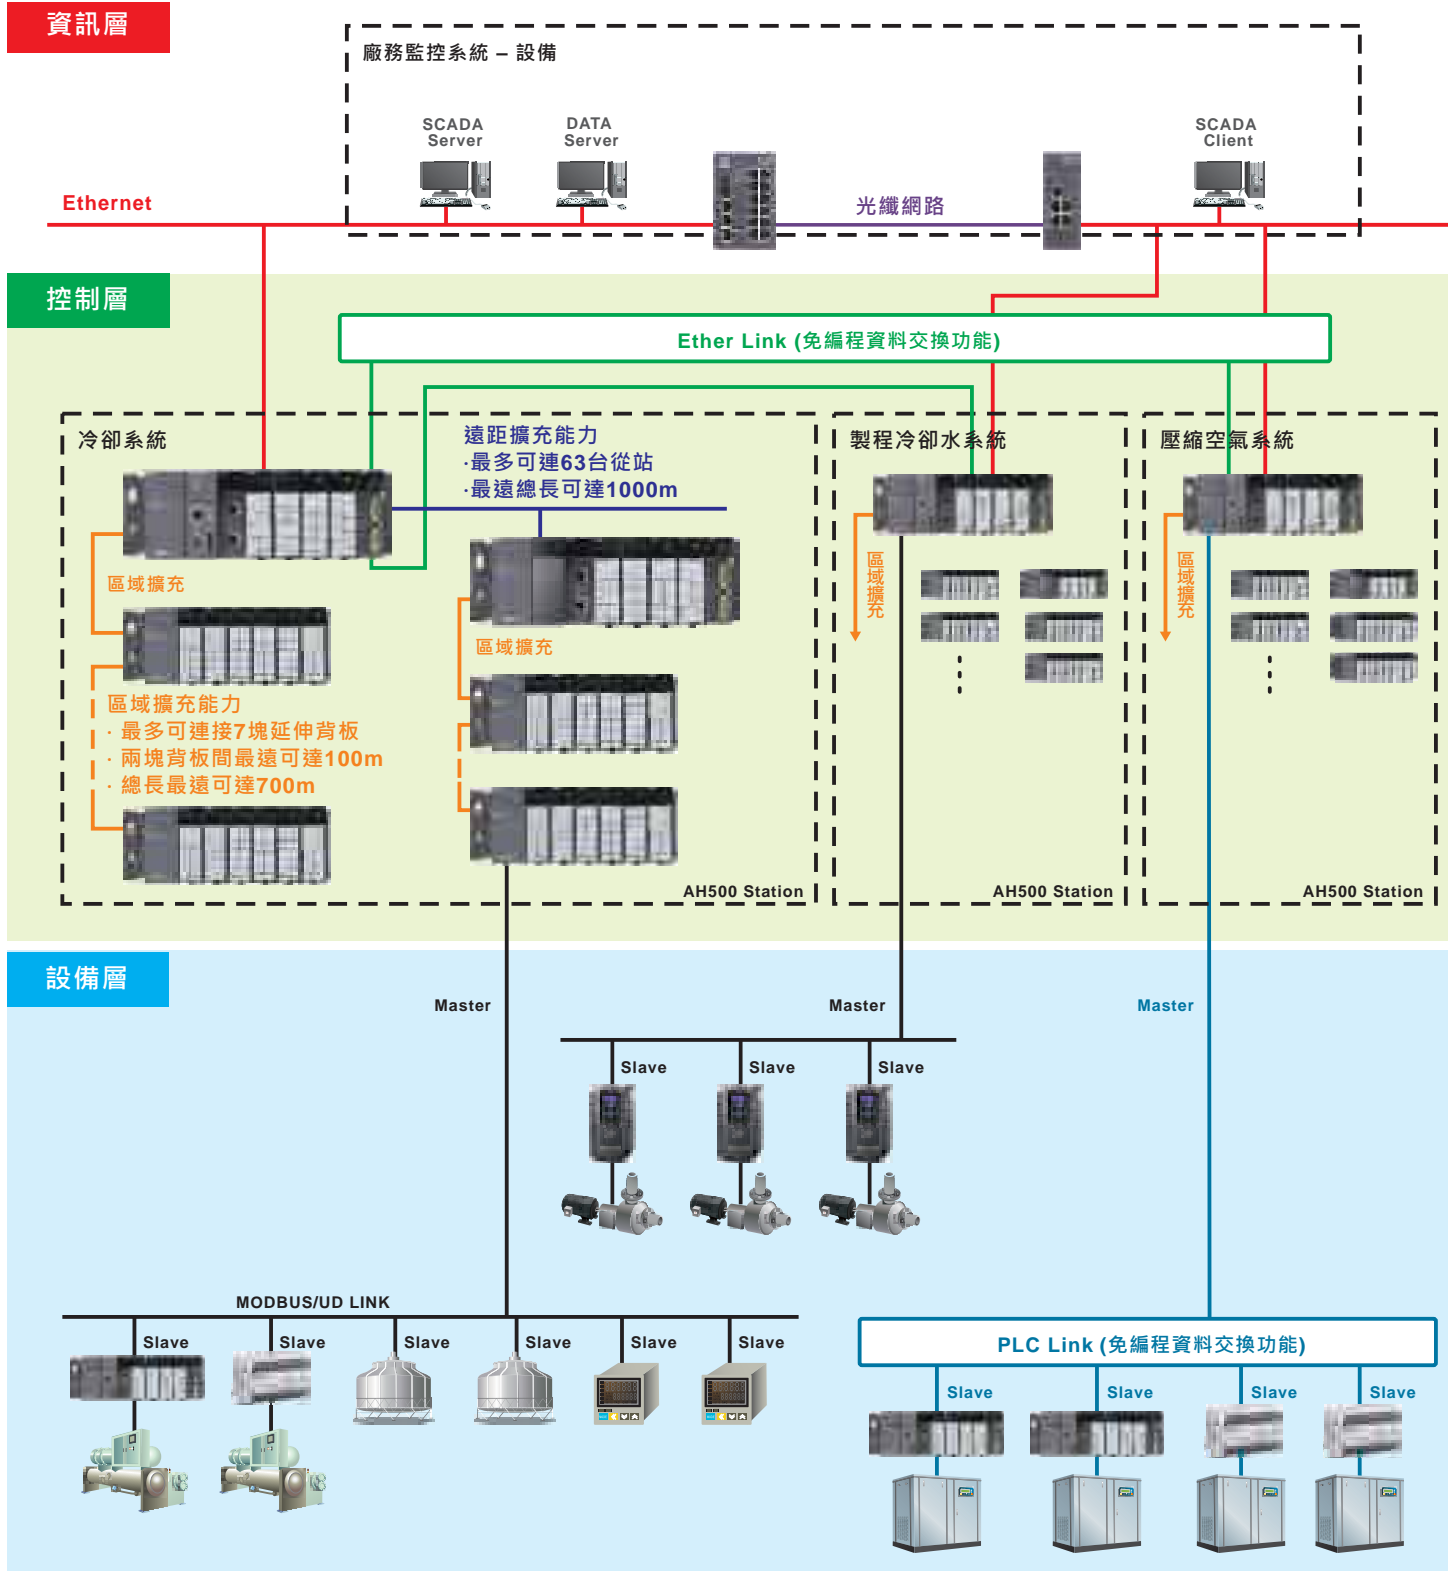 資訊層
廠務監控系統 – 設備
SCADA
Server
DATA
Server
SCADA
Client
Ethernet
光纖網路
控制層
Ether Link (免編程資料交換功能)
冷卻系統
遠距擴充能力
·最多可連63台從站
·最遠總長可達1000m
區域擴充
區域擴充能力
· 最多可連接7塊延伸背板
· 兩塊背板間最遠可達100m
· 總長最遠可達700m
區域擴充
AH500 Station
製程冷卻水系統
區域擴充
AH500 Station
壓縮空氣系統
區域擴充
AH500 Station
設備層
Master
Master
Master
Slave
Slave
Slave
MODBUS/UD LINK
Slave
Slave
Slave
Slave
Slave
Slave
PLC Link (免編程資料交換功能)
Slave
Slave
Slave
Slave